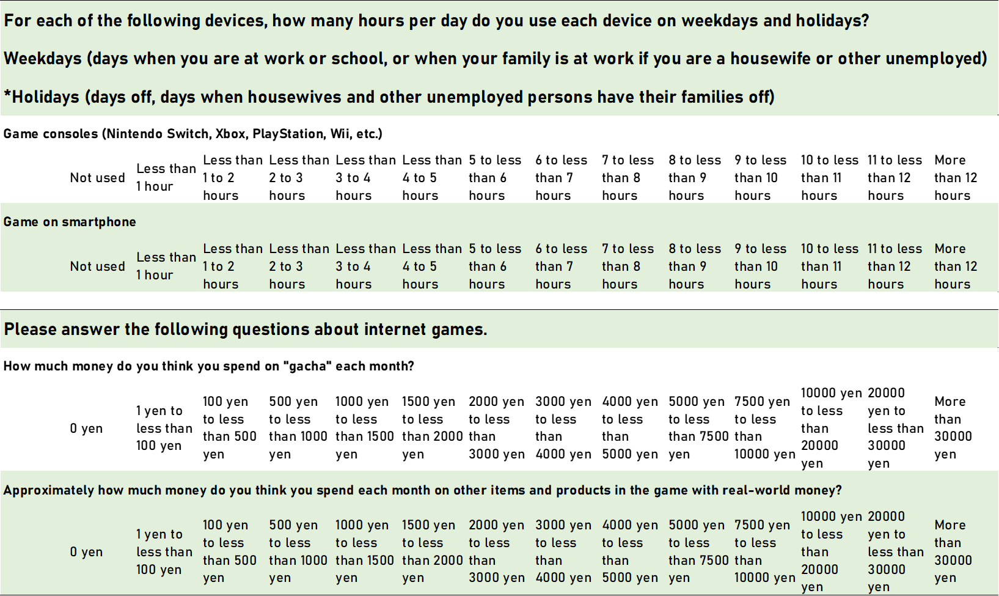 For each of the following devices, how many hours per day do you use each device on weekdays and holidays?
Weekdays (days when you are at work or school, or when your family is at work if you are a housewife or other unemployed)
*Holidays (days off, days when housewives and other unemployed persons have their families off)
Game consoles (Nintendo Switch, Xbox, PlayStation, Wii, etc.)
Less than Less than Less than Less than 5 to less 6 to less 7 to less 8 to less 9 to less 10 to less 11 to less More
Not used Less than 1 hour 1 to 2 2 to 3 3 to 4 4 to 5 than 6 than 7 than 8 than 9 than 10 than 11 than 12 than 12
hours hours hours hours hours hours hours hours hours hours hours hours
Game on smartphone
Less than Less than Less than Less than 5 to less 6 to less 7 to less 8 to less 9 to less 10 to less 11 to less More
Not used Less than 1 hour 1 to 2 2 to 3 3 to 4 4 to 5 than 6 than 7 than 8 than 9 than 10 than 11 than 12 than 12
hours hours hours hours hours hours hours hours hours hours hours hours
Please answer the following questions about internet games.
How much money do you think you spend on "gacha" each month?
0 yen
1 yen to
less than
100 yen
100 yen
to less
than 500
yen
500 yen
to less
than 1000
yen
1000 yen
to less
than 1500
yen
1500 yen
to less
than 2000
yen
2000 yen
to less
than
3000 yen
3000 yen
to less
than
4000 yen
4000 yen
to less
than
5000 yen
5000 yen
to less
than 7500
yen
7500 yen
to less
than
10000 yen
10000 yen
to less
than
20000
yen
20000
yen to
less than
30000
yen
More
than
30000
yen
Approximately how much money do you think you spend each month on other items and products in the game with real-world money?
0 yen
1 yen to
less than
100 yen
100 yen
to less
than 500
yen
500 yen
to less
than 1000
yen
1000 yen
to less
than 1500
yen
1500 yen
to less
than 2000
yen
2000 yen
to less
than
3000 yen
3000 yen
to less
than
4000 yen
4000 yen
to less
than
5000 yen
5000 yen
to less
than 7500
yen
7500 yen
to less
than
10000 yen
10000 yen
to less
than
20000
yen
20000
yen to
less than
30000
yen
More
than
30000
yen